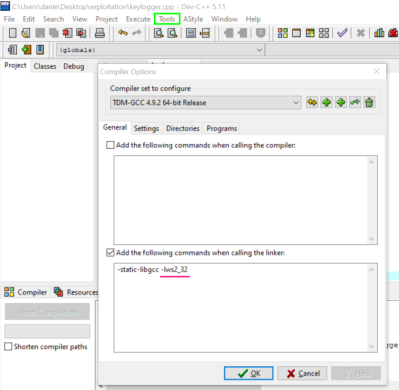 C:\Users\danie\Desktop\exploitation\keylogger.cpp - Dev-C++ 5.11
File Edit Search View Project Execute Tools AStyle Window Help
(globals)
Project Classes Debug
Compiler Options
Compiler set to configure
TDM-GCC 4.9.2 64-bit Release
General Settings Directories Programs
Add the following commands when calling the compiler:
Add the following commands when calling the linker:
-static-libgcc -lws2_32
Compiler Resources
Abort Compilation
Shorten compiler paths
OK Cancel Help